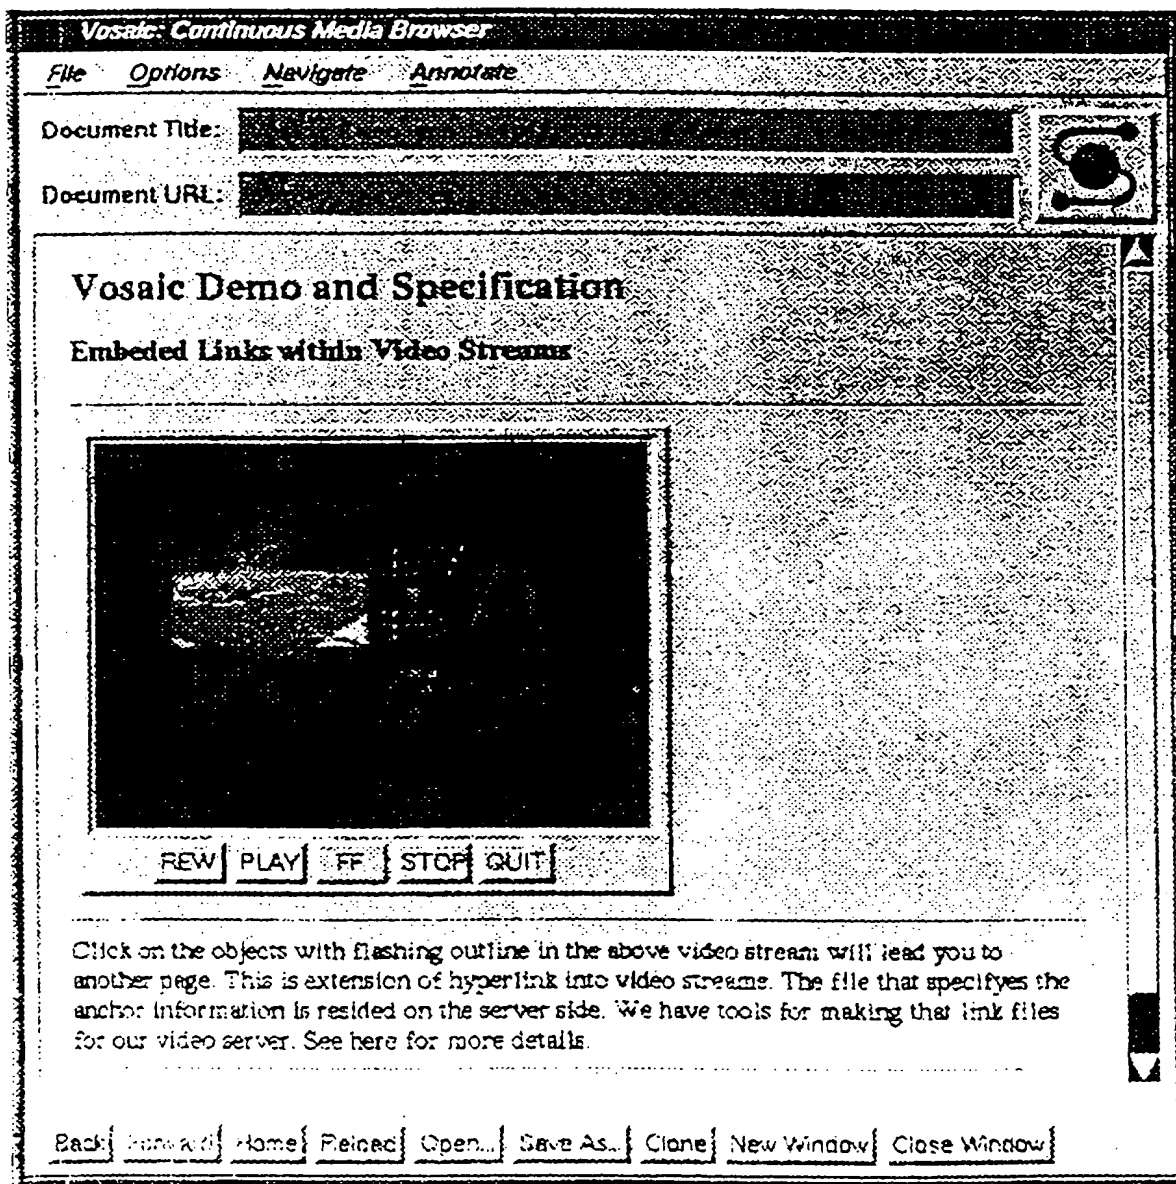 Vosaic: Continuous Media Browser
File Options Navigate Annotate
Document Title:
Document URL:
Vosaic Demo and Specification
Embeded Links within Video Streams
REW PLAY FF STOP QUIT
Click on the objects with flashing outline in the above video stream will lead you to
another page. This is extension of hyperlink into video streams. The file that specifyes the
anchor information is resided on the server side. We have tools for making that link files
for our video server. See here for more details.
Back Forward Home Reload Open... Save As... Clone New Window Close Window